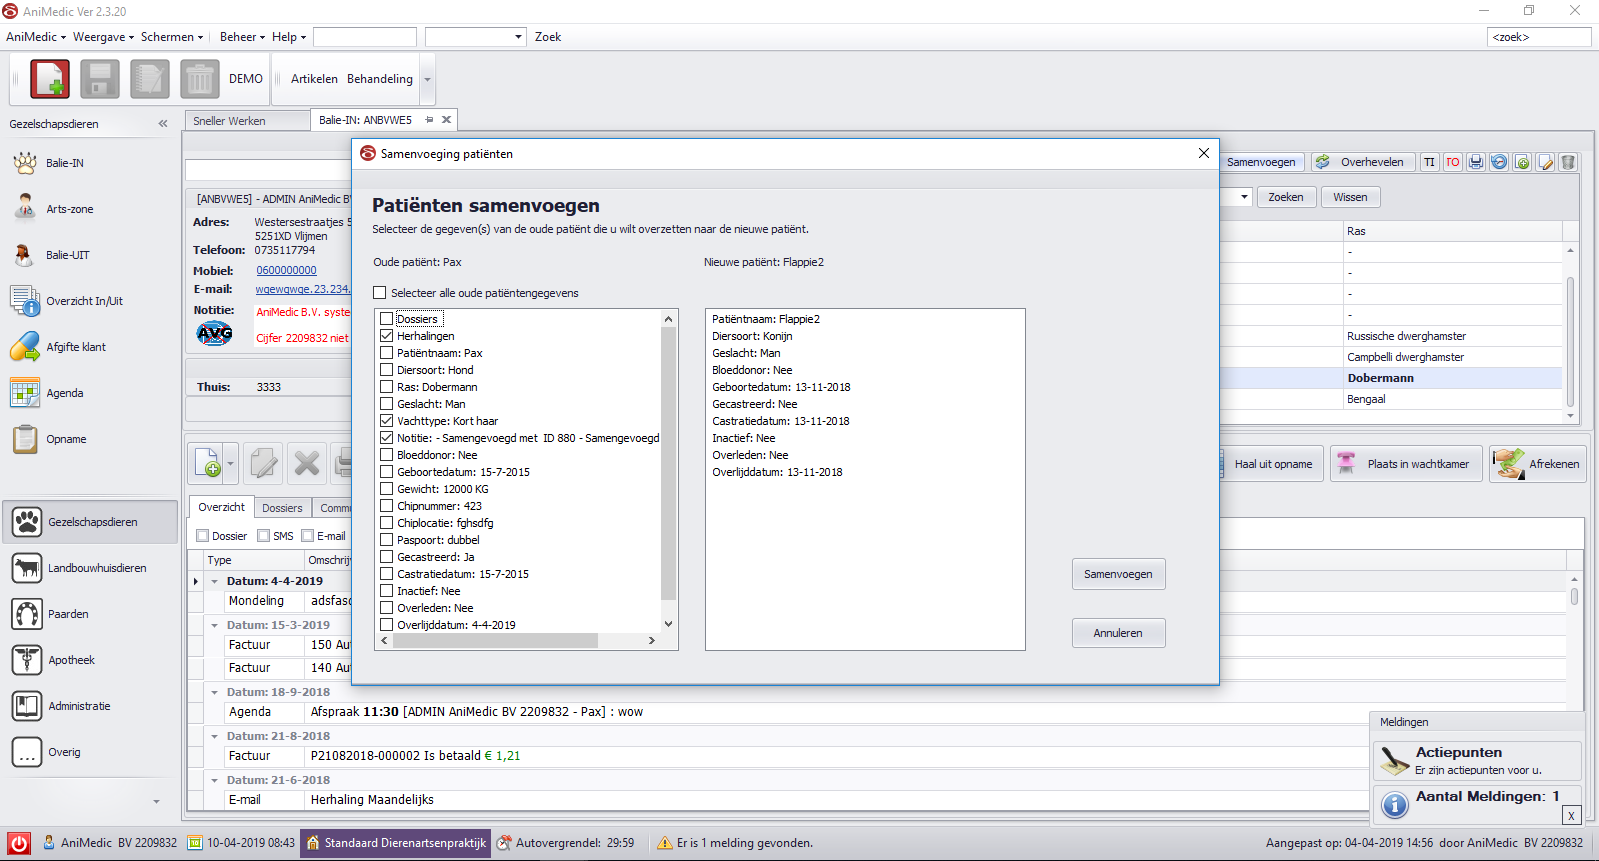 AniMedic Ver 2.3.20
AniMedic Weergave Schermen Beheer Help Zoek <zoek>
DEMO Artikelen Behandeling
Gezelschapsdieren «
Sneller Werken Balie-IN: ANBVWE5
Balie-IN
Arts-zone
Balie-UIT
Overzicht In/Uit
Afgifte klant
Agenda
Opname
Gezelschapsdieren
Landbouwhuisdieren
Paarden
Apotheek
Administratie
Overig
Samenvoegen Overhevelen TI TO
[ANBVWE5] - ADMIN AniMedic BV
Zoeken Wissen
Adres: Westersestraatjes 5
5251XD Vlijmen
Telefoon: 0735117794
Mobiel: 0600000000
E-mail: wgewgwge.23.234.
Notitie: AniMedic B.V. syste
AVG Cijfer 2209832 niet
Thuis: 3333
Ras
-
-
-
-
Russische dwerghamster
Campbelli dwerghamster
Dobermann
Bengaal
Samenvoeging patiënten
Patiënten samenvoegen
Selecteer de gegeven(s) van de oude patiënt die u wilt overzetten naar de nieuwe patiënt.
Oude patiënt: Pax Nieuwe patiënt: Flappie2
Selecteer alle oude patiëntengegevens
Dossiers
Herhalingen
Patiëntnaam: Pax
Diersoort: Hond
Ras: Dobermann
Geslacht: Man
Vachttype: Kort haar
Notitie: - Samengevoegd met ID 880 - Samengevoegd
Bloeddonor: Nee
Geboortedatum: 15-7-2015
Gewicht: 12000 KG
Chipnummer: 423
Chiplocatie: fghsdfg
Paspoort: dubbel
Gecastreerd: Ja
Castratiedatum: 15-7-2015
Inactief: Nee
Overleden: Nee
Overlijddatum: 4-4-2019
Patiëntnaam: Flappie2
Diersoort: Konijn
Geslacht: Man
Bloeddonor: Nee
Geboortedatum: 13-11-2018
Gecastreerd: Nee
Castratiedatum: 13-11-2018
Inactief: Nee
Overleden: Nee
Overlijddatum: 13-11-2018
Samenvoegen
Annuleren
Haal uit opname Plaats in wachtkamer Afrekenen
Overzicht Dossiers Commu
Dossier SMS E-mail
Type Omschrijv
Datum: 4-4-2019
Mondeling adsfasd
Datum: 15-3-2019
Factuur 150 Aut
Factuur 140 Aut
Datum: 18-9-2018
Agenda Afspraak 11:30 [ADMIN AniMedic BV 2209832 - Pax] : wow
Datum: 21-8-2018
Factuur P21082018-000002 Is betaald € 1,21
Datum: 21-6-2018
E-mail Herhaling Maandelijks
Meldingen
Actiepunten
Er zijn actiepunten voor u.
Aantal Meldingen: 1
X
AniMedic BV 2209832 10-04-2019 08:43 Standaard Dierenartsenpraktijk Autovergrendel: 29:59 Er is 1 melding gevonden. Aangepast op: 04-04-2019 14:56 door AniMedic BV 2209832